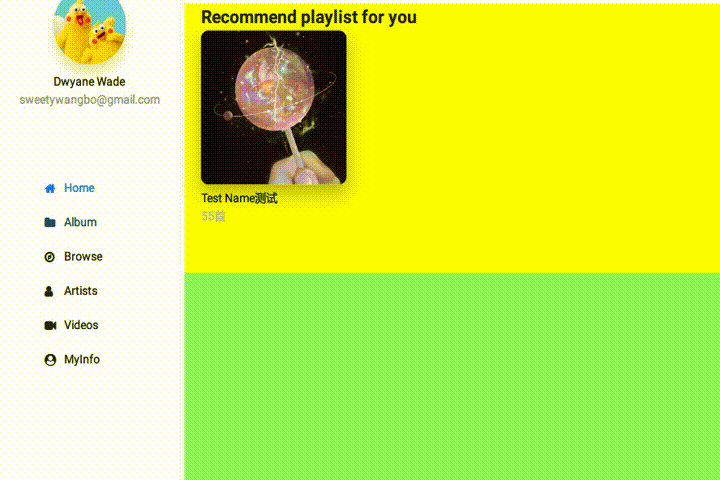 Dwyane Wade
sweetywangbo@gmail.com
Home
Album
Browse
Artists
Videos
MyInfo
Recommend playlist for you
Test Name测试
55首